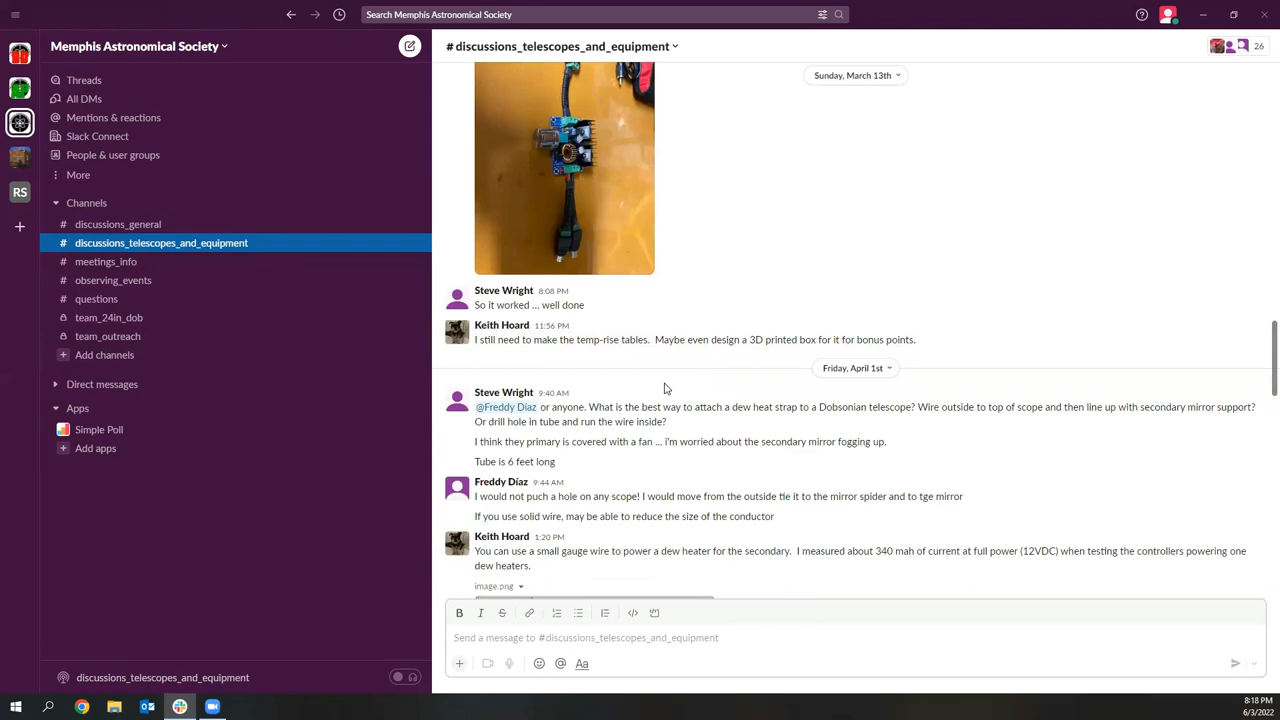 Search Memphis Astronomical Society
Memphis Astronomical Society
# discussions_telescopes_and_equipment
26
Threads
All DMs
Mentions & reactions
Slack Connect
People & user groups
More
RS
Channels
# discussions_general
# discussions_telescopes_and_equipment
# meetings_info
# observing_events
# questions
team_24in_dob
team_outreach
+ Add channels
Direct messages
Apps
Simple Poll
+ Add apps
discussions_telescopes_and_equipment
Sunday, March 13th
Steve Wright 8:08 PM
So it worked ... well done
Keith Hoard 11:56 PM
I still need to make the temp-rise tables. Maybe even design a 3D printed box for it for bonus points.
Friday, April 1st
Steve Wright 9:40 AM
@Freddy Díaz or anyone. What is the best way to attach a dew heat strap to a Dobsonian telescope? Wire outside to top of scope and then line up with secondary mirror support?
Or drill hole in tube and run the wire inside?
I think they primary is covered with a fan ... i'm worried about the secondary mirror fogging up.
Tube is 6 feet long
Freddy Díaz 9:44 AM
I would not puch a hole on any scope! I would move from the outside tie it to the mirror spider and to tge mirror
If you use solid wire, may be able to reduce the size of the conductor
Keith Hoard 1:20 PM
You can use a small gauge wire to power a dew heater for the secondary. I measured about 340 mah of current at full power (12VDC) when testing the controllers powering one
dew heaters.
image.png
B I S
Send a message to #discussions_telescopes_and_equipment
+ @ Aa
8:18 PM
6/3/2022